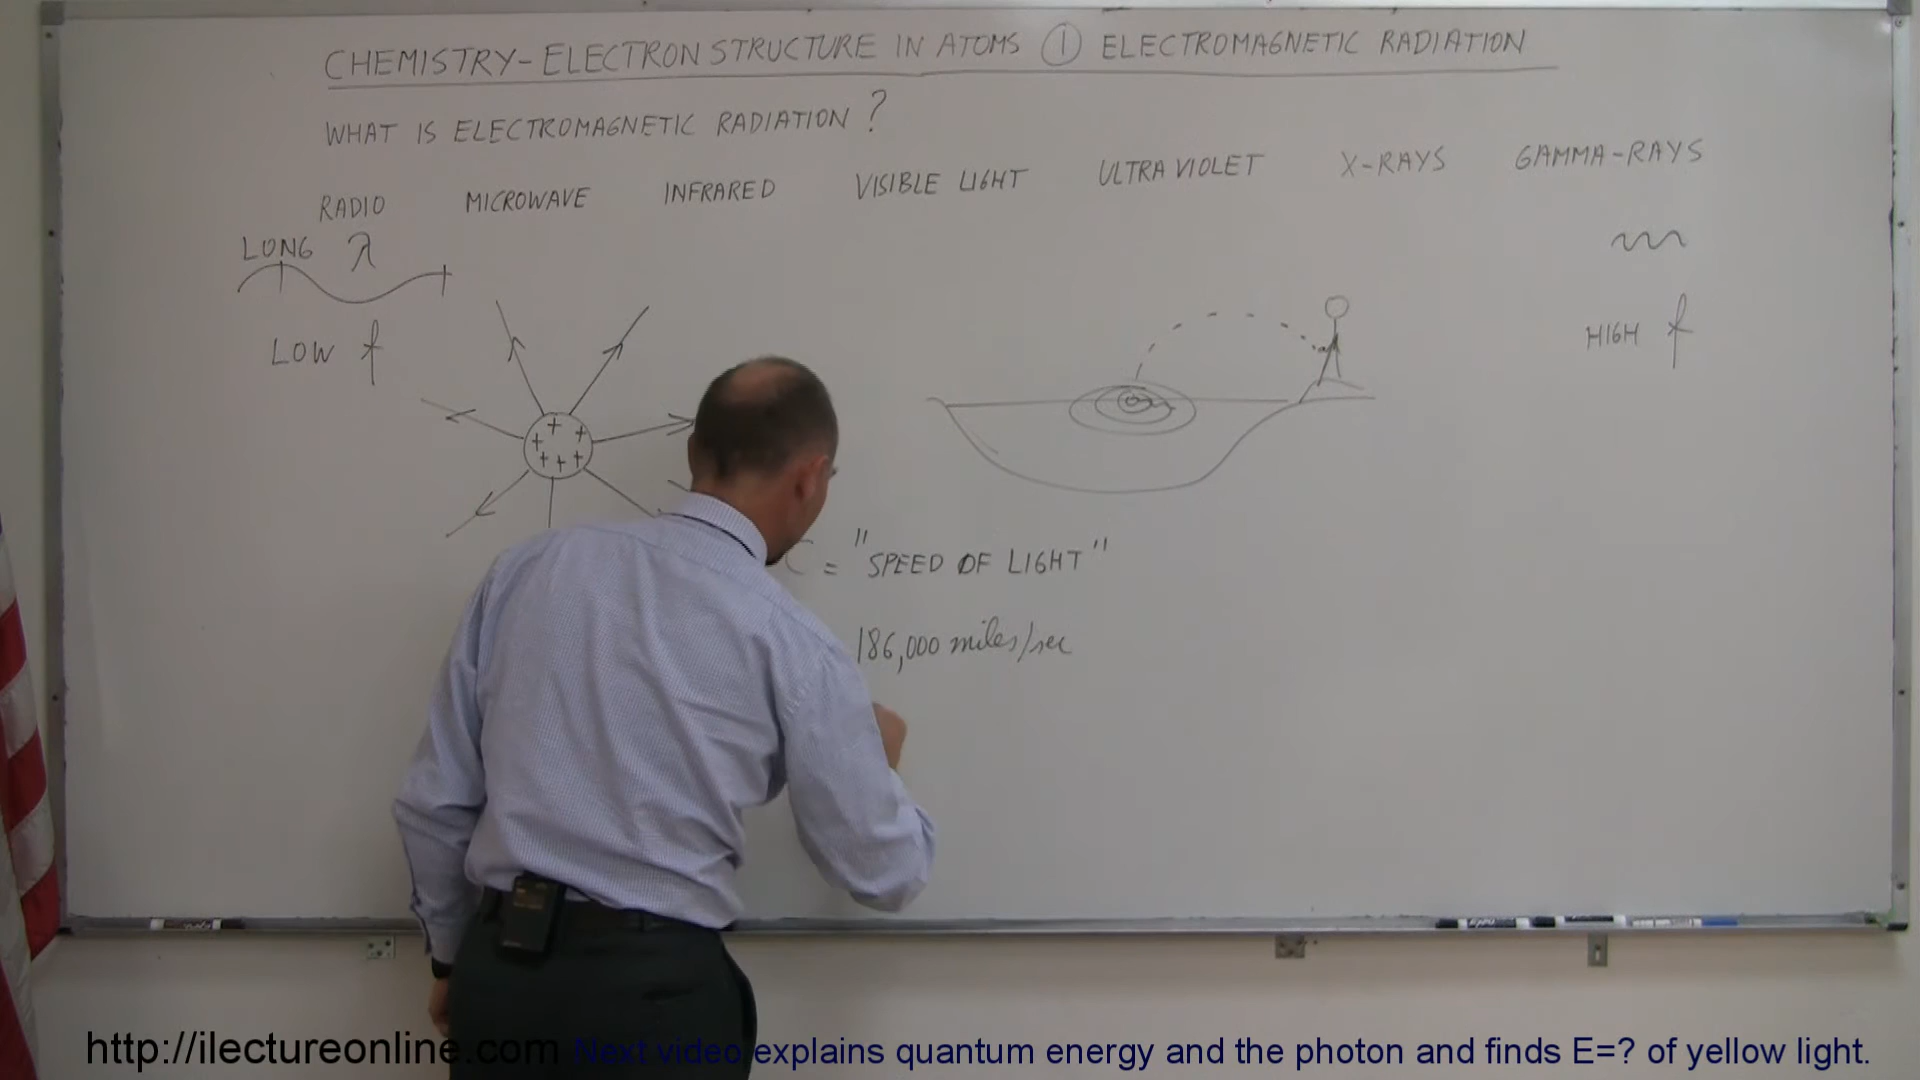 CHEMISTRY-ELECTRON STRUCTURE IN ATOMS ① ELECTROMAGNETIC RADIATION
WHAT IS ELECTROMAGNETIC RADIATION?
RADIO MICROWAVE INFRARED VISIBLE LIGHT ULTRA VIOLET X-RAYS GAMMA-RAYS
LONG λ
LOW f
HIGH f
+ + + + + +
C = "SPEED OF LIGHT"
186,000 miles/sec
http://ilectureonline.com Next video explains quantum energy and the photon and finds E=? of yellow light.